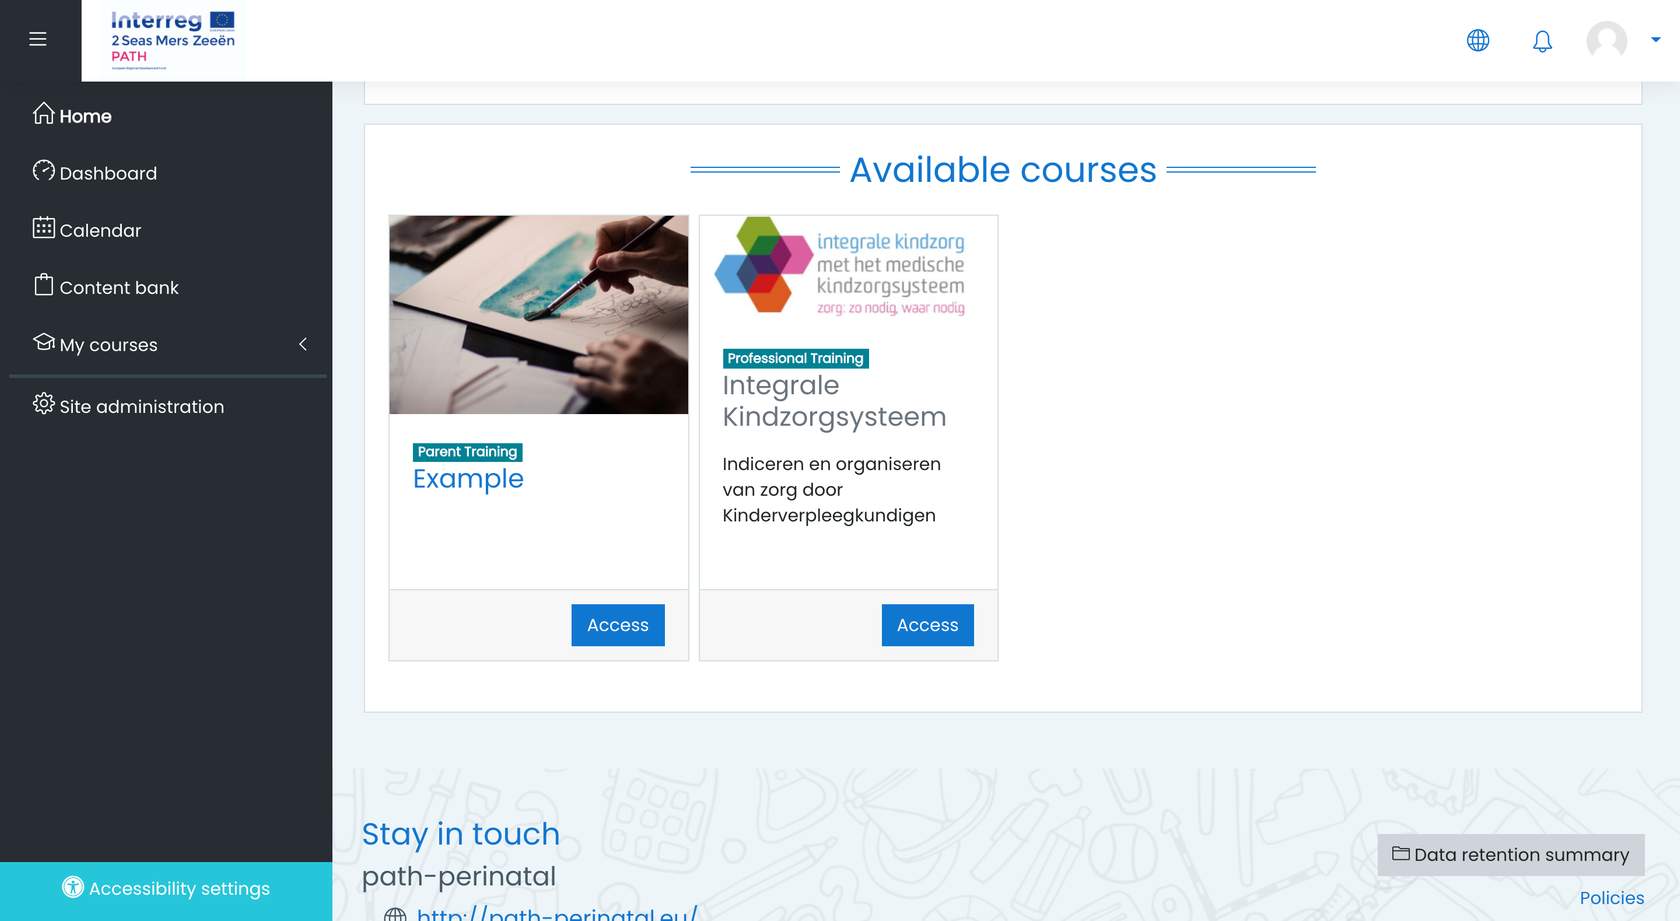 Interreg
2 Seas Mers Zeeën
PATH
Home
Dashboard
Calendar
Content bank
My courses
Site administration
Accessibility settings
Available courses
Parent Training
Example
Access
integrale kindzorg
met het medische
kindzorgsysteem
zorg: zo nodig, waar nodig
Professional Training
Integrale
Kindzorgsysteem
Indiceren en organiseren
van zorg door
Kinderverpleegkundigen
Access
Stay in touch
path-perinatal
http://path-perinatal.eu/
Data retention summary
Policies